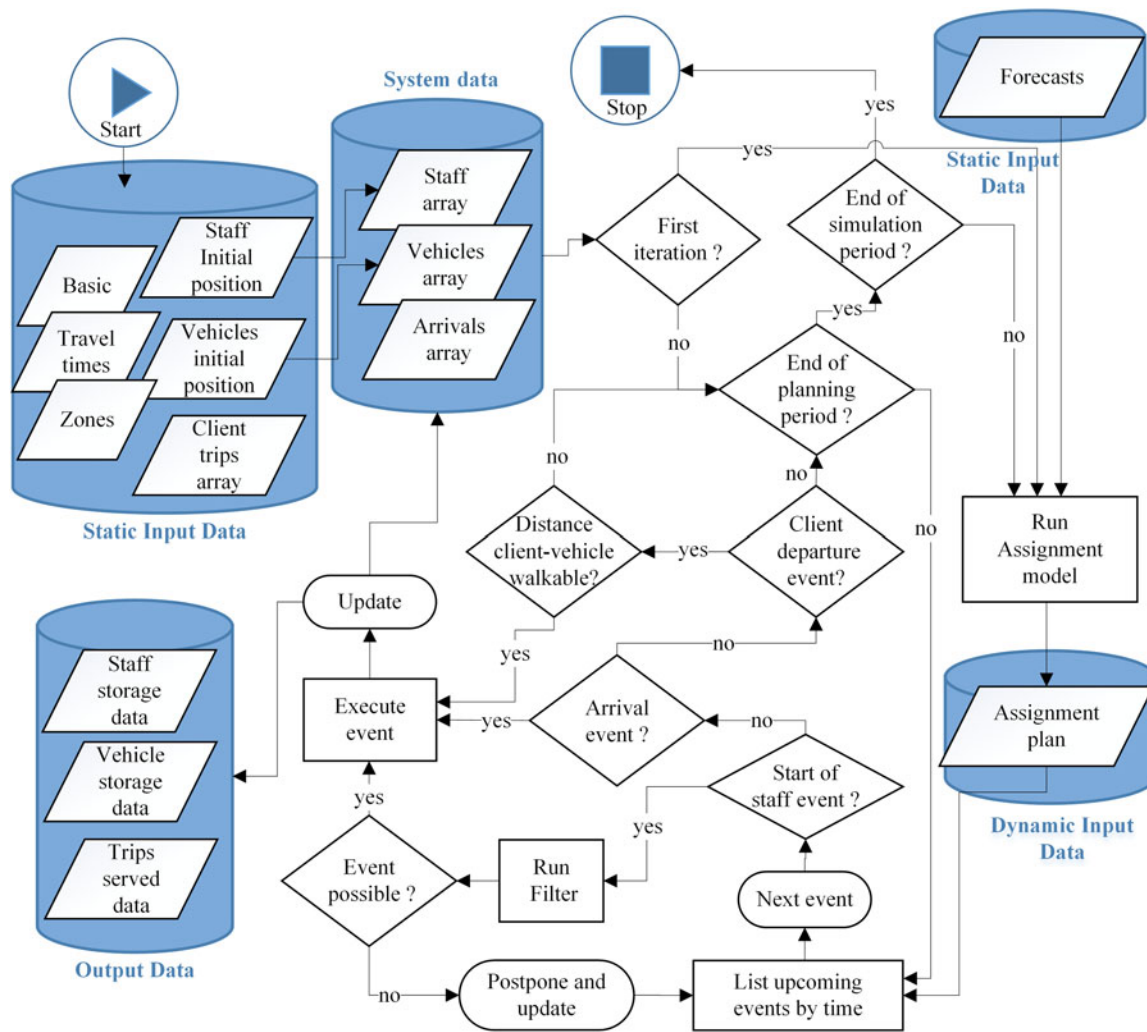 Start
System data
Stop
Forecasts
Static Input
Data
Staff
array
Vehicles
array
Arrivals
array
Staff
Initial
position
Basic
Travel
times
Vehicles
initial
position
Zones
Client
trips
array
Static Input Data
First
iteration ?
yes
no
End of
simulation
period ?
yes
no
yes
End of
planning
period ?
no
no
no
Distance
client-vehicle
walkable?
yes
Client
departure
event?
Run
Assignment
model
Update
yes
no
Staff
storage
data
Vehicle
storage
data
Trips
served
data
Output Data
Execute
event
yes
Arrival
event ?
no
Start of
staff event ?
Assignment
plan
Dynamic Input
Data
yes
yes
Event
possible ?
Run
Filter
Next event
no
Postpone and
update
List upcoming
events by time